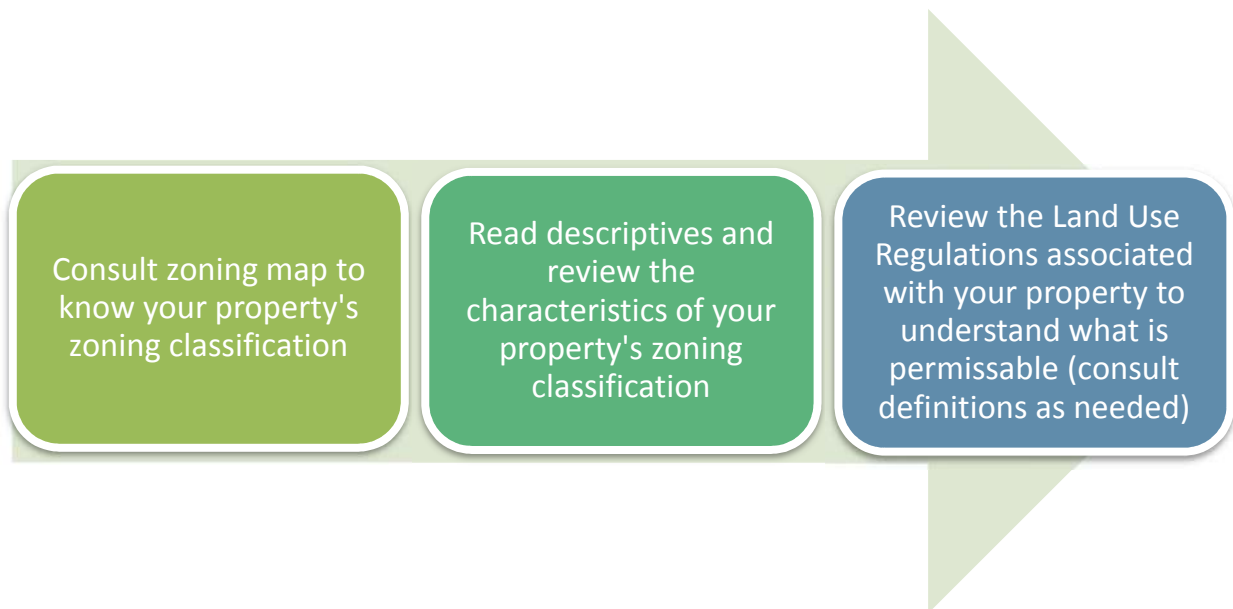 Consult zoning map to
know your property's
zoning classification
Read descriptives and
review the
characteristics of your
property's zoning
classification
Review the Land Use
Regulations associated
with your property to
understand what is
permissable (consult
definitions as needed)